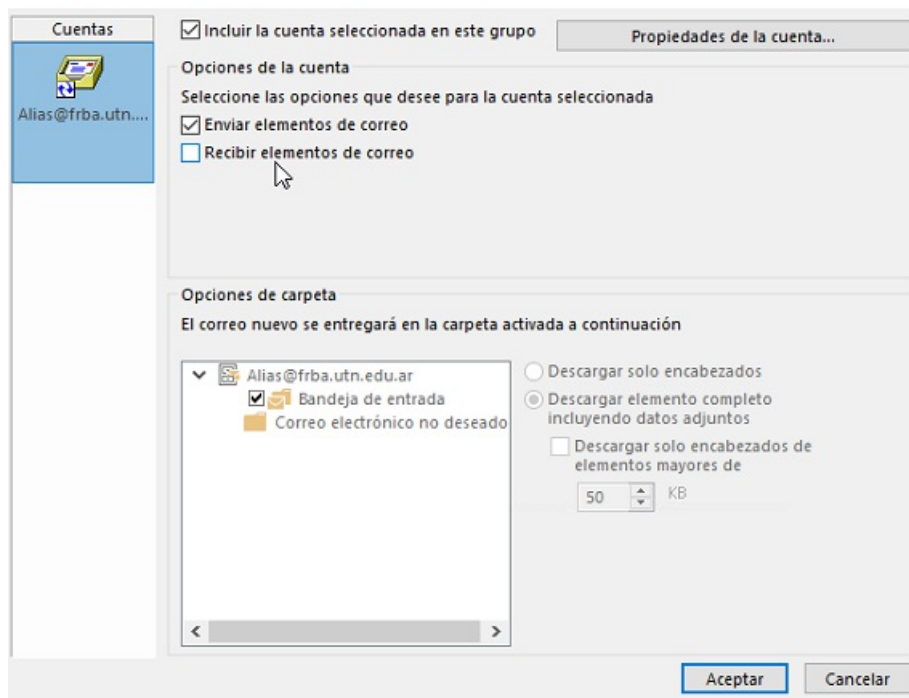 Cuentas
Alias@frba.utn....
Incluir la cuenta seleccionada en este grupo
Propiedades de la cuenta...
Opciones de la cuenta
Seleccione las opciones que desee para la cuenta seleccionada
Enviar elementos de correo
Recibir elementos de correo
Opciones de carpeta
El correo nuevo se entregará en la carpeta activada a continuación
Alias@frba.utn.edu.ar
Bandeja de entrada
Correo electrónico no deseado
Descargar solo encabezados
Descargar elemento completo
incluyendo datos adjuntos
Descargar solo encabezados de
elementos mayores de
50 KB
Aceptar
Cancelar